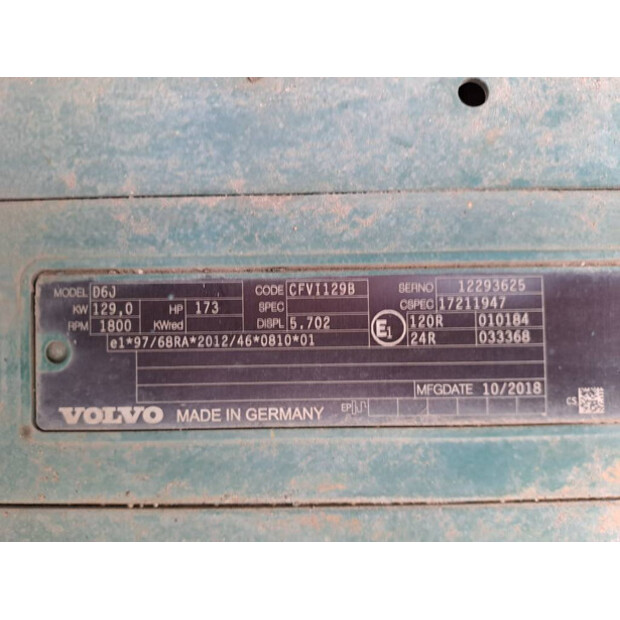 MODEL D6J CODE CFVI129B SERNO 12293625
KW 129,0 HP 173 SPEC CSPEC 17211947
RPM 1800 KWred DISPL 5.702 E1 120R 010184
e1*97/68RA*2012/46*0810*01 24R 033368
MFGDATE 10/2018
VOLVO MADE IN GERMANY EP CS